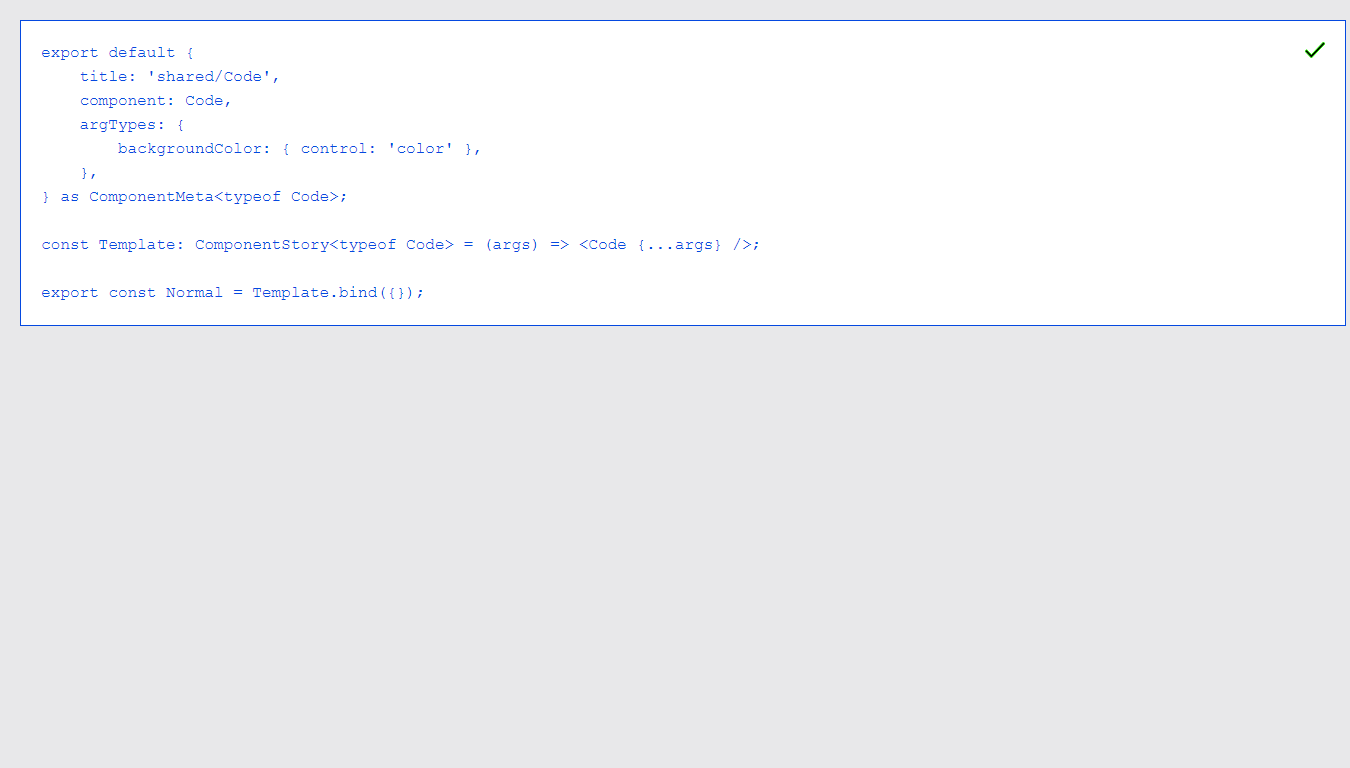 export default {
    title: 'shared/Code',
    component: Code,
    argTypes: {
        backgroundColor: { control: 'color' },
    },
} as ComponentMeta<typeof Code>;

const Template: ComponentStory<typeof Code> = (args) => <Code {...args} />;

export const Normal = Template.bind({});